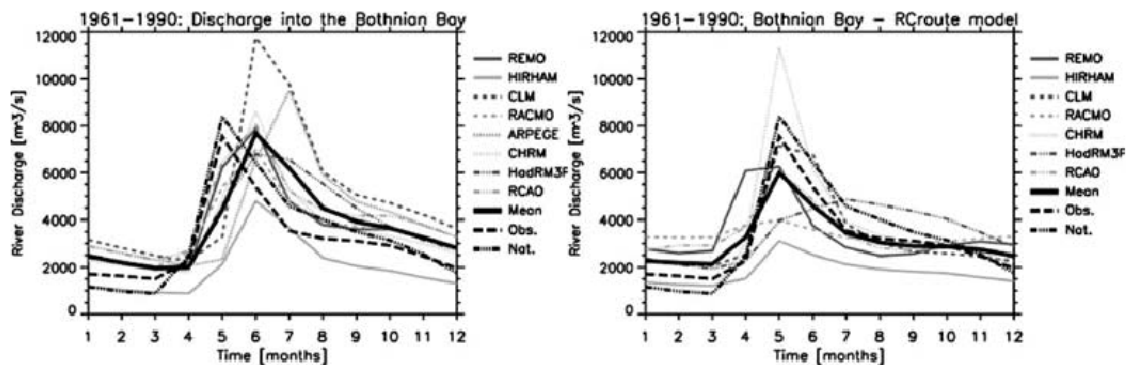 1961-1990: Discharge into the Bothnian Bay
12000
10000
8000
6000
4000
2000
0
River Discharge [m^3/s]
1 2 3 4 5 6 7 8 9 10 11 12
Time [months]
REMO
HIRHAM
CLM
RACMO
ARPEGE
CHRM
HadRM3P
RCAO
Mean
Obs.
Nat.
1961-1990: Bothnian Bay - RCroute model
12000
10000
8000
6000
4000
2000
0
River Discharge [m^3/s]
1 2 3 4 5 6 7 8 9 10 11 12
Time [months]
REMO
HIRHAM
CLM
RACMO
CHRM
HadRM3P
RCAO
Mean
Obs.
Nat.